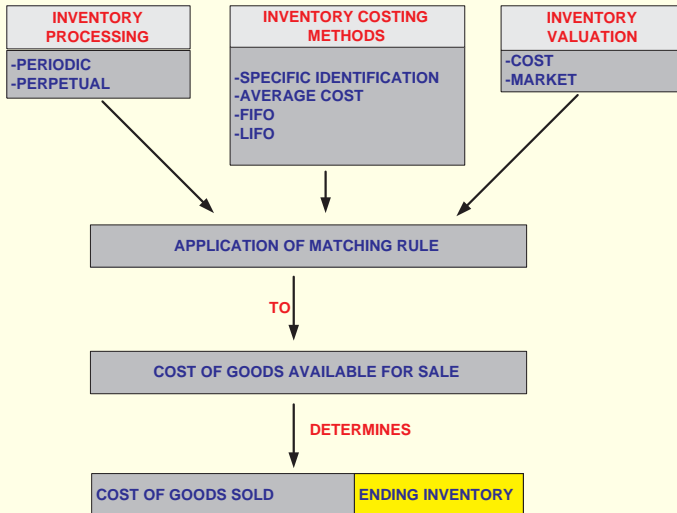 INVENTORY
PROCESSING
-PERIODIC
-PERPETUAL
INVENTORY COSTING
METHODS
-SPECIFIC IDENTIFICATION
-AVERAGE COST
-FIFO
-LIFO
INVENTORY
VALUATION
-COST
-MARKET
APPLICATION OF MATCHING RULE
TO
COST OF GOODS AVAILABLE FOR SALE
DETERMINES
COST OF GOODS SOLD
ENDING INVENTORY